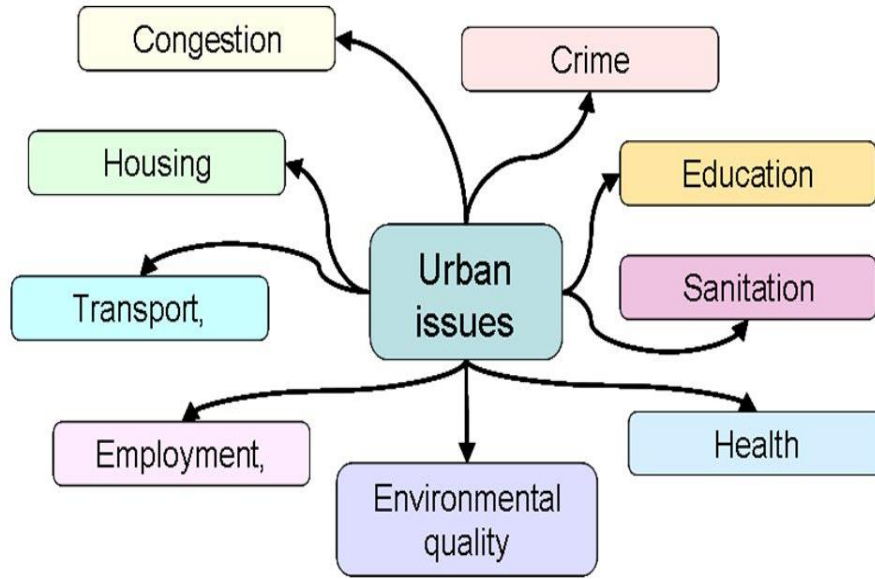 Congestion
Crime
Housing
Education
Urban
issues
Transport,
Sanitation
Employment,
Environmental
quality
Health